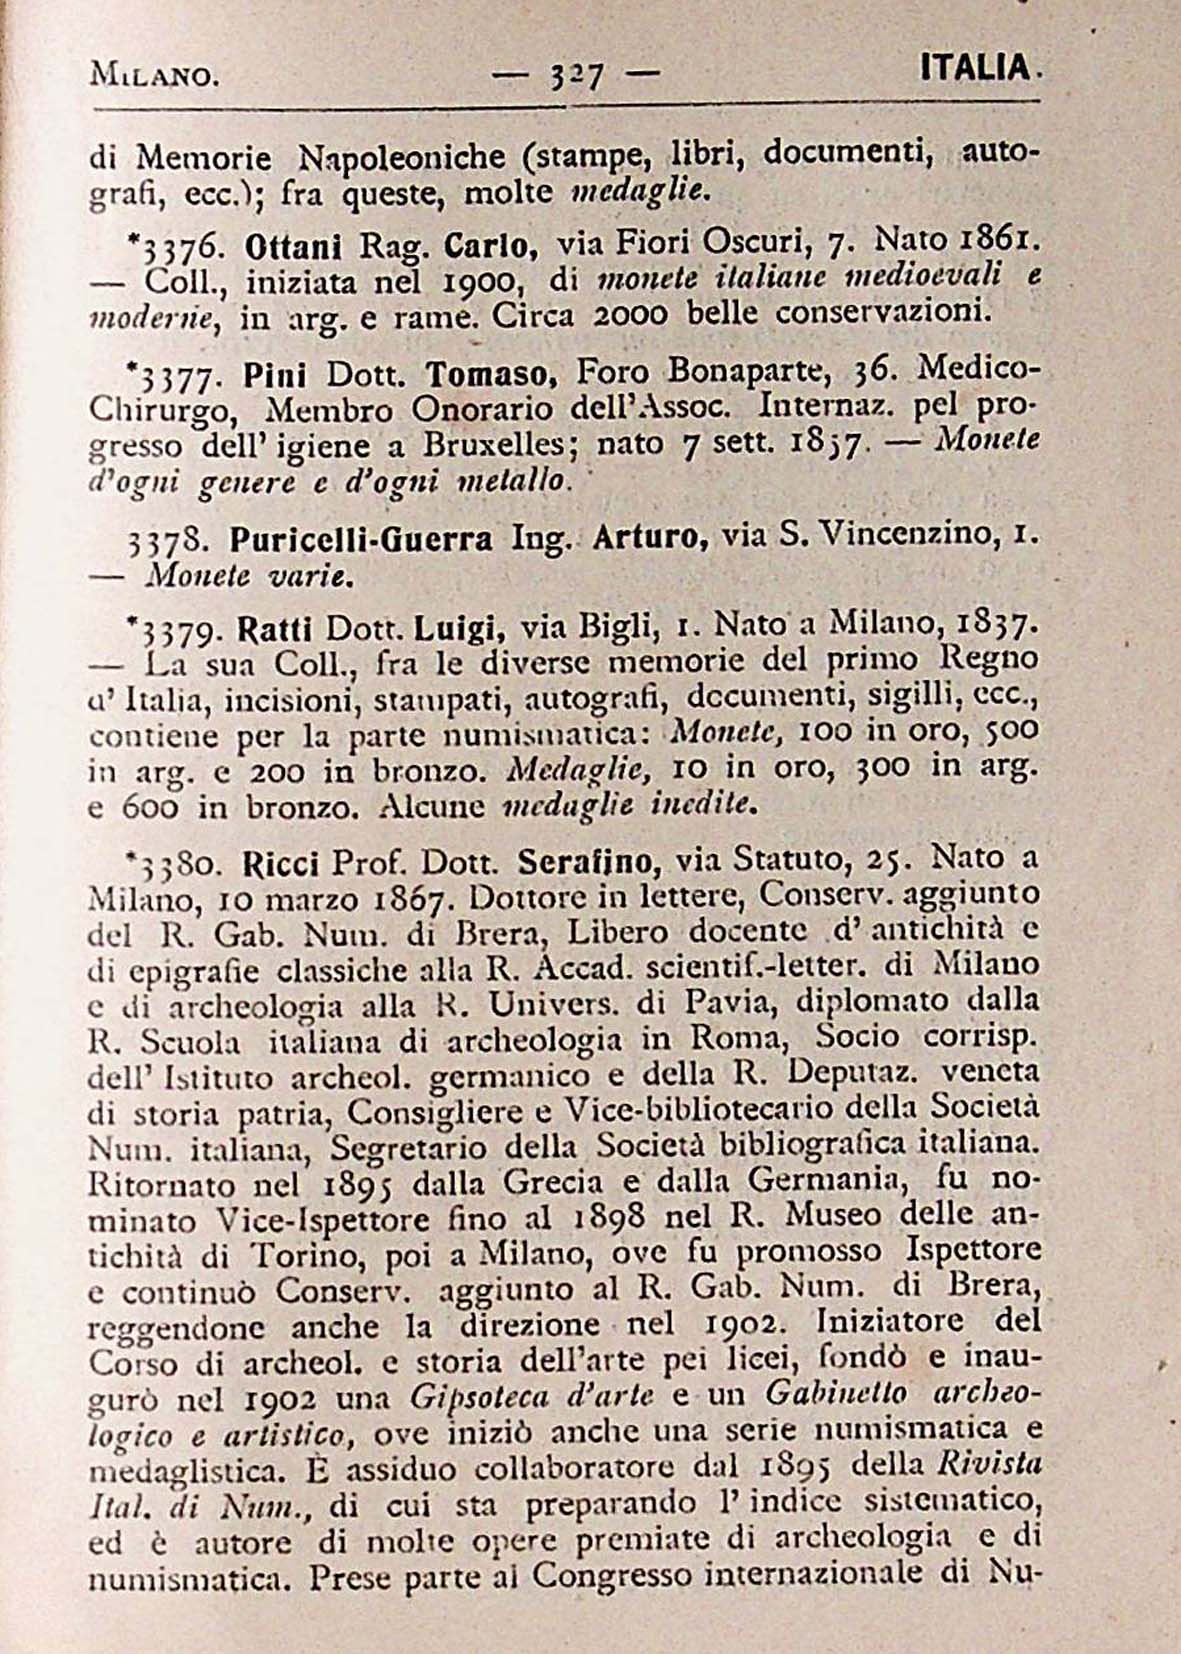 MILANO. — 327 — ITALIA.
di Memorie Napoleoniche (stampe, libri, documenti, auto-
grafi, ecc.); fra queste, molte medaglie.
*3376. Ottani Rag. Carlo, via Fiori Oscuri, 7. Nato 1861.
— Coll., iniziata nel 1900, di monete italiane medioevali e
moderne, in arg. e rame. Circa 2000 belle conservazioni.
*3377. Pini Dott. Tomaso, Foro Bonaparte, 36. Medico-
Chirurgo, Membro Onorario dell'Assoc. Internaz. pel pro-
gresso dell' igiene a Bruxelles; nato 7 sett. 1857. — Monete
d'ogni genere e d'ogni metallo.
3378. Puricelli-Guerra Ing. Arturo, via S. Vincenzino, 1.
— Monete varie.
*3379. Ratti Dott. Luigi, via Bigli, 1. Nato a Milano, 1837.
— La sua Coll., fra le diverse memorie del primo Regno
d' Italia, incisioni, stampati, autografi, documenti, sigilli, ecc.,
contiene per la parte numismatica: Monete, 100 in oro, 500
in arg. e 200 in bronzo. Medaglie, 10 in oro, 300 in arg.
e 600 in bronzo. Alcune medaglie inedite.
*3380. Ricci Prof. Dott. Serafino, via Statuto, 25. Nato a
Milano, 10 marzo 1867. Dottore in lettere, Conserv. aggiunto
del R. Gab. Num. di Brera, Libero docente d' antichità e
di epigrafie classiche alla R. Accad. scientif.-letter. di Milano
e di archeologia alla R. Univers. di Pavia, diplomato dalla
R. Scuola italiana di archeologia in Roma, Socio corrisp.
dell' Istituto archeol. germanico e della R. Deputaz. veneta
di storia patria, Consigliere e Vice-bibliotecario della Società
Num. italiana, Segretario della Società bibliografica italiana.
Ritornato nel 1895 dalla Grecia e dalla Germania, fu no-
minato Vice-Ispettore fino al 1898 nel R. Museo delle an-
tichità di Torino, poi a Milano, ove fu promosso Ispettore
e continuò Conserv. aggiunto al R. Gab. Num. di Brera,
reggendone anche la direzione nel 1902. Iniziatore del
Corso di archeol. e storia dell'arte pei licei, fondò e inau-
gurò nel 1902 una Gipsoteca d'arte e un Gabinetto archeo-
logico e artistico, ove iniziò anche una serie numismatica e
medaglistica. È assiduo collaboratore dal 1895 della Rivista
Ital. di Num., di cui sta preparando l' indice sistematico,
ed è autore di molte opere premiate di archeologia e di
numismatica. Prese parte al Congresso internazionale di Nu-